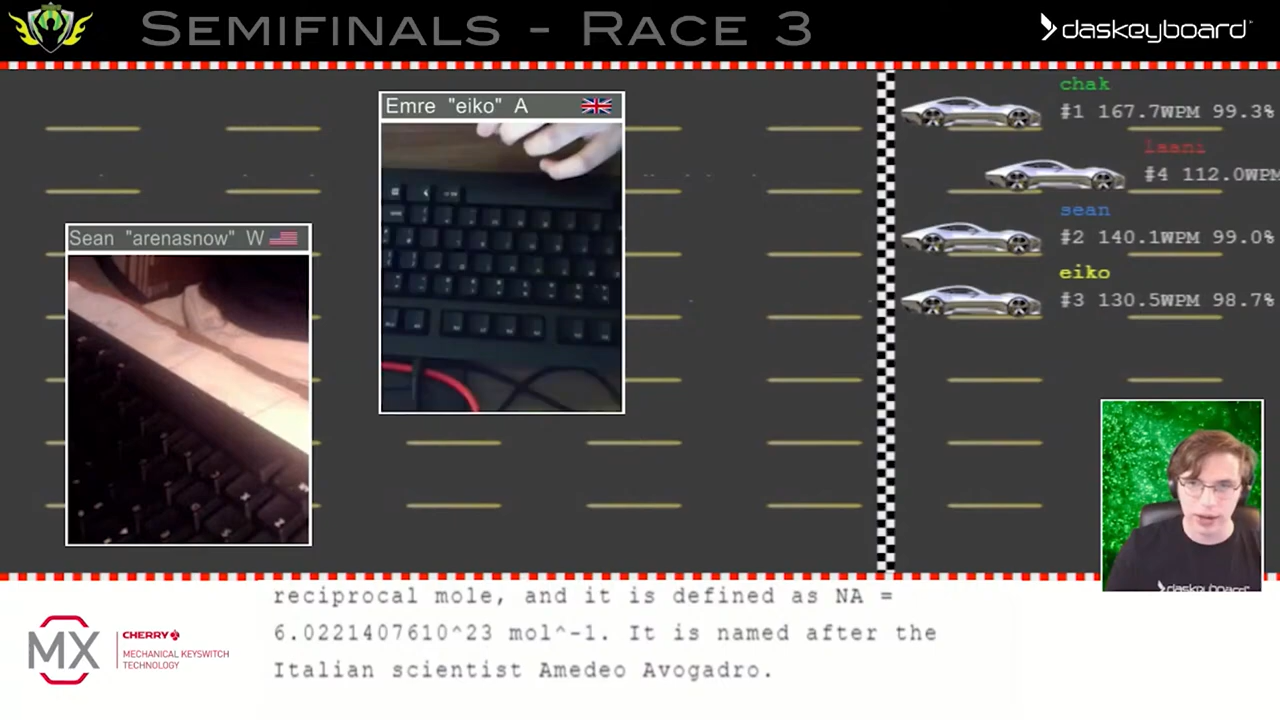 SEMIFINALS - RACE 3
daskeyboard
Emre "eiko" A
chak
#1 167.7WPM 99.3%
#4 112.0WPM
Sean "arenasnow" W
sean
#2 140.1WPM 99.0%
eiko
#3 130.5WPM 98.7%
daskeyboard
reciprocal mole, and it is defined as NA =
6.0221407610^23 mol^-1. It is named after the
Italian scientist Amedeo Avogadro.
MX
CHERRY
MECHANICAL KEYSWITCH
TECHNOLOGY